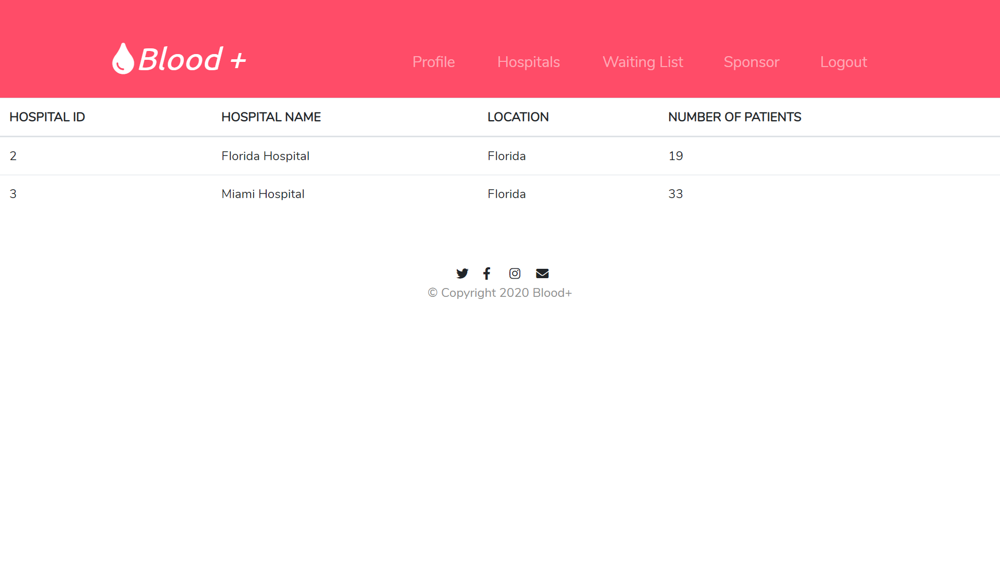 Blood +
Profile Hospitals Waiting List Sponsor Logout
HOSPITAL ID HOSPITAL NAME LOCATION NUMBER OF PATIENTS
2 Florida Hospital Florida 19
3 Miami Hospital Florida 33
© Copyright 2020 Blood+